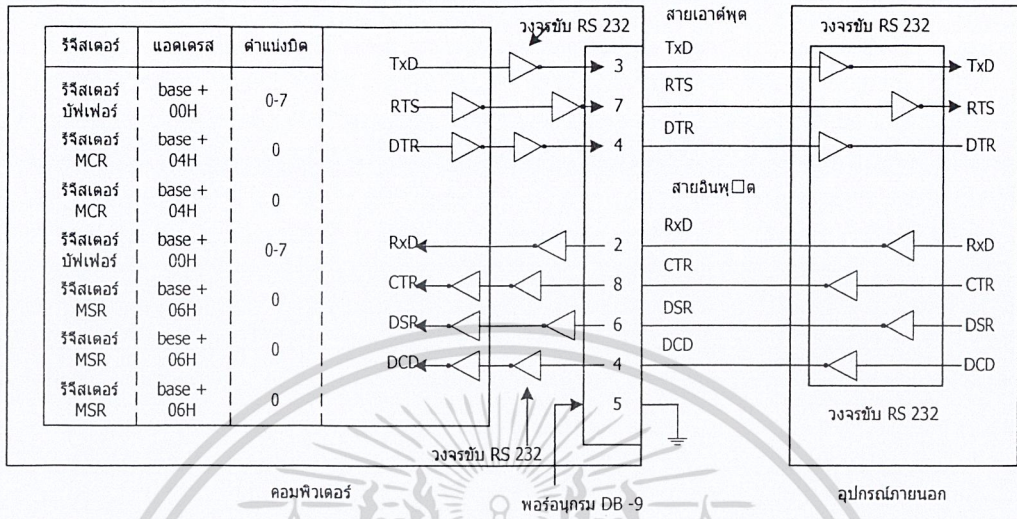 วงจรขับ RS 232
สายเอาต์พุต
วงจรขับ RS 232
รีจีสเตอร์ แอดเดรส ตำแน่งบิต
TxD 3 TxD TxD
รีจีสเตอร์ บัฟเฟอร์ base + 00H 0-7
RTS 7 RTS RTS
รีจีสเตอร์ MCR base + 04H 0
DTR 4 DTR DTR
รีจีสเตอร์ MCR base + 04H 0
สายอินพุ□ต
รีจีสเตอร์ บัฟเฟอร์ base + 00H 0-7
RxD 2 RxD RxD
รีจีสเตอร์ MSR base + 06H 0
CTR 8 CTR CTR
รีจีสเตอร์ MSR bese + 06H 0
DSR 6 DSR DSR
รีจีสเตอร์ MSR base + 06H 0
DCD 4 DCD DCD
5
วงจรขับ RS 232
วงจรขับ RS 232
คอมพิวเตอร์
พอร์อนุกรม DB -9
อุปกรณ์ภายนอก